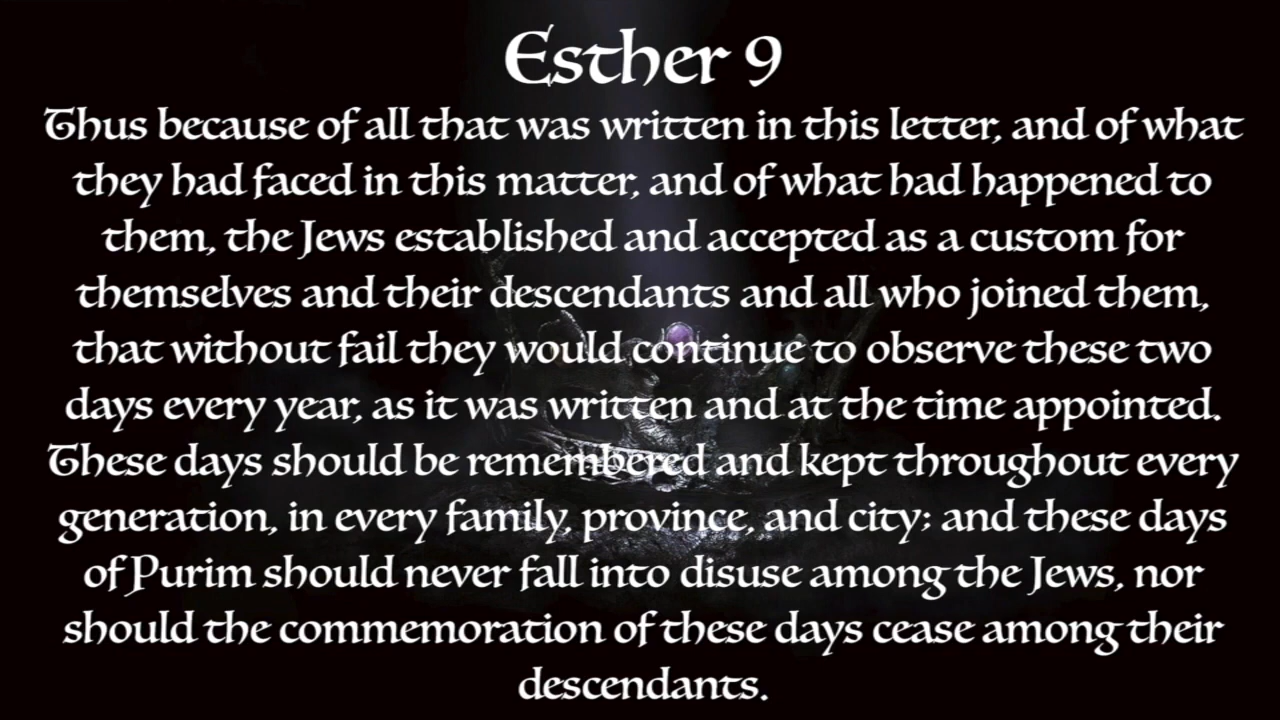 Esther 9
Thus because of all that was written in this letter, and of what
they had faced in this matter, and of what had happened to
them, the Jews established and accepted as a custom for
themselves and their descendants and all who joined them,
that without fail they would continue to observe these two
days every year, as it was written and at the time appointed.
These days should be remembered and kept throughout every
generation, in every family, province, and city; and these days
of Purim should never fall into disuse among the Jews, nor
should the commemoration of these days cease among their
descendants.